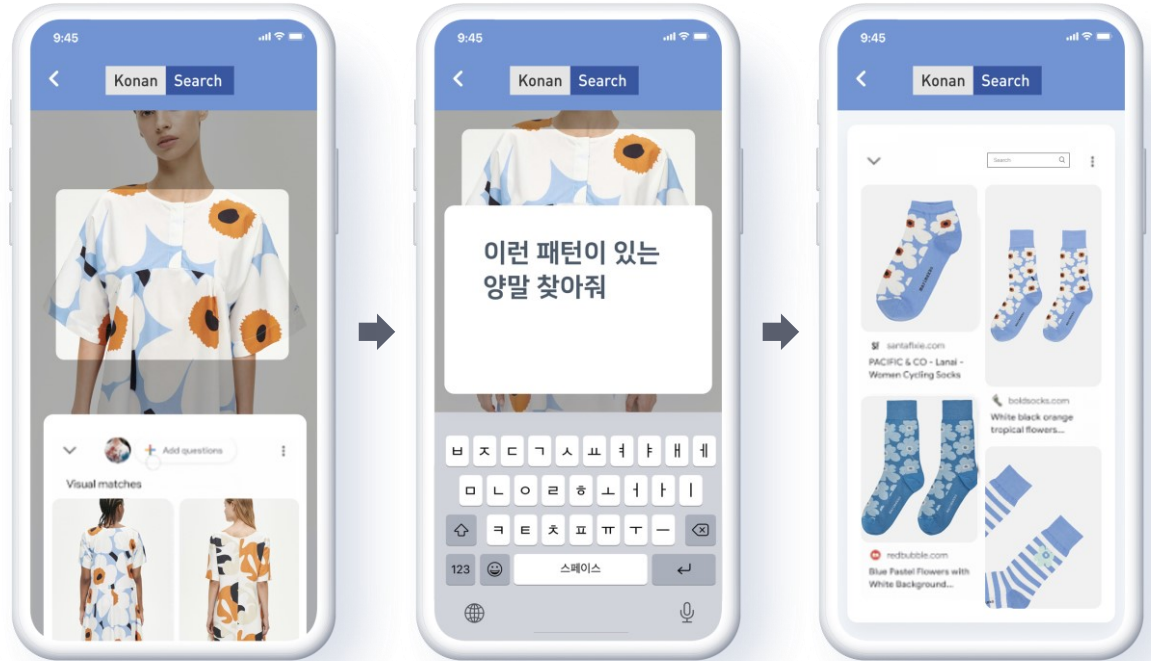 9:45
Konan Search
Add questions
Visual matches
9:45
Konan Search
이런 패턴이 있는
양말 찾아줘
ㅂ ㅈ ㄷ ㄱ ㅅ ㅛ ㅕ ㅑ ㅐ ㅔ
ㅁ ㄴ ㅇ ㄹ ㅎ ㅗ ㅓ ㅏ ㅣ
ㅋ ㅌ ㅊ ㅍ ㅠ ㅜ ㅡ
123 스페이스
9:45
Konan Search
Search
S! santafixie.com
PACIFIC & CO - Lanai -
Women Cycling Socks
boldsocks.com
White black orange
tropical flowers...
redbubble.com
Blue Pastel Flowers with
White Background...